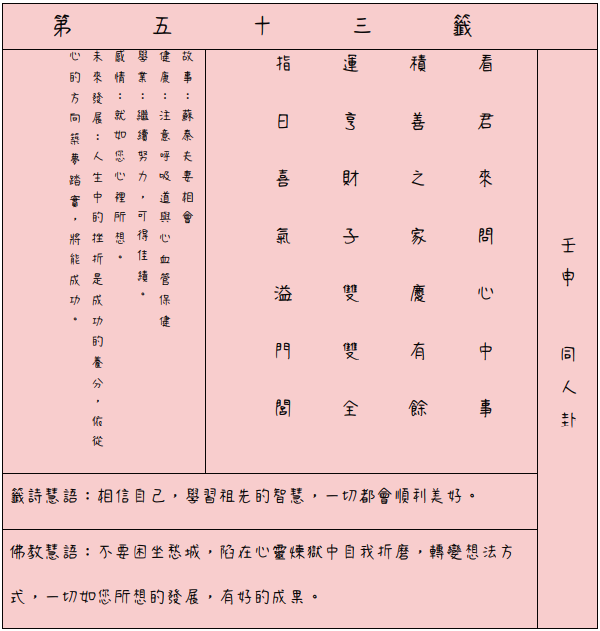 第五十三籤
壬申 同人卦
看君來問心中事
積善之家慶有餘
運亨財子雙雙全
指日喜氣溢門閭
故事：蘇秦夫妻相會
健康：注意呼吸道與心血管保健
學業：繼續努力，可得佳績。
感情：就如您心裡所想。
未來發展：人生中的挫折是成功的養分，依從
心的方向築夢踏實，將能成功。
籤詩慧語：相信自己，學習祖先的智慧，一切都會順利美好。
佛教慧語：不要困坐愁城，陷在心靈煉獄中自我折磨，轉變想法方
式，一切如您所想的發展，有好的成果。